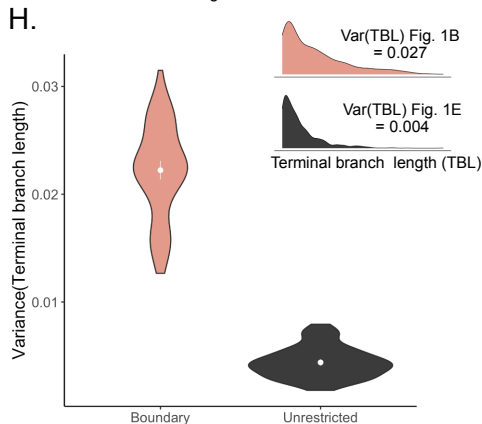 H.
Var(TBL) Fig. 1B
= 0.027
Var(TBL) Fig. 1E
= 0.004
Terminal branch length (TBL)
Variance(Terminal branch length)
0.03
0.02
0.01
Boundary
Unrestricted